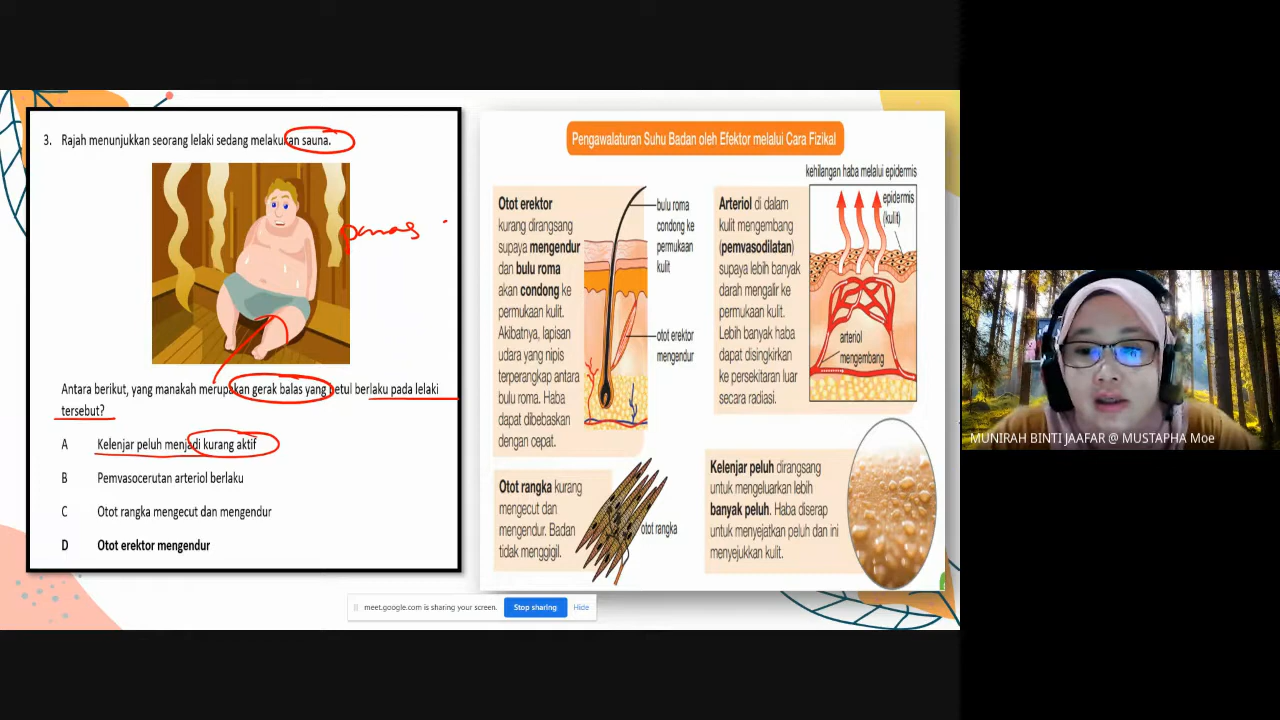 3. Rajah menunjukkan seorang lelaki sedang melakukan sauna.
panas
Antara berikut, yang manakah merupakan gerak balas yang betul berlaku pada lelaki
tersebut?
A Kelenjar peluh menjadi kurang aktif
B Pemvasocerutan arteriol berlaku
C Otot rangka mengecut dan mengendur
D Otot erektor mengendur
Pengawalaturan Suhu Badan oleh Efektor melalui Cara Fizikal
Otot erektor
kurang dirangsang
supaya mengendur
dan bulu roma
akan condong ke
permukaan kulit.
Akibatnya, lapisan
udara yang nipis
terperangkap antara
bulu roma. Haba
dapat dibebaskan
dengan cepat.
bulu roma
condong ke
permukaan
kulit
otot erektor
mengendur
kehilangan haba melalui epidermis
Arteriol di dalam
kulit mengembang
(pemvasodilatan)
supaya lebih banyak
darah mengalir ke
permukaan kulit.
Lebih banyak haba
dapat disingkirkan
ke persekitaran luar
secara radiasi.
epidermis
(kulit)
arteriol
mengembang
Otot rangka kurang
mengecut dan
mengendur. Badan
tidak menggigil.
otot rangka
Kelenjar peluh dirangsang
untuk mengeluarkan lebih
banyak peluh. Haba diserap
untuk menyejatkan peluh dan ini
menyejukkan kulit.
meet.google.com is sharing your screen.
Stop sharing
Hide
MUNIRAH BINTI JAAFAR @ MUSTAPHA Moe